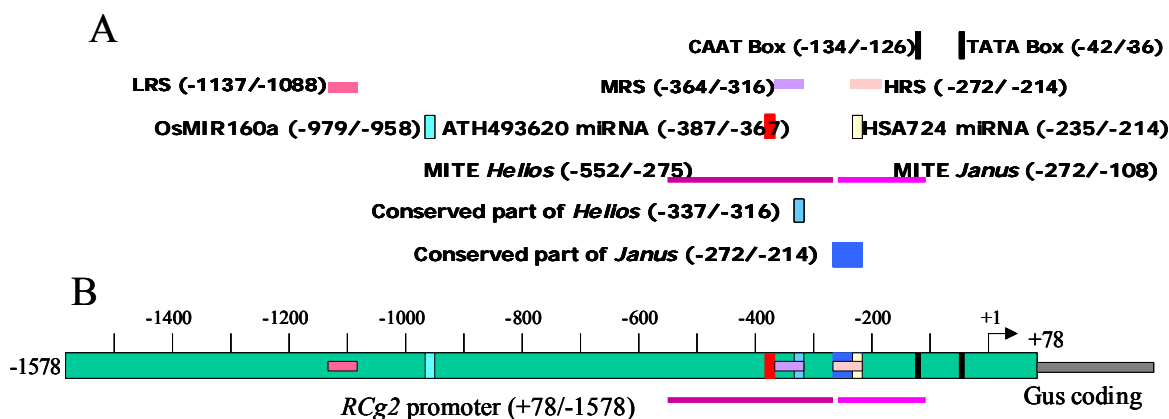 A
CAAT Box (-134/-126)
TATA Box (-42/-36)
LRS (-1137/-1088)
MRS (-364/-316)
HRS (-272/-214)
OsMIR160a (-979/-958)
ATH493620 miRNA (-387/-367)
HSA724 miRNA (-235/-214)
MITE Helios (-552/-275)
MITE Janus (-272/-108)
Conserved part of Helios (-337/-316)
Conserved part of Janus (-272/-214)
B
-1400 -1200 -1000 -800 -600 -400 -200 +1
+78
-1578
Gus coding
RCg2 promoter (+78/-1578)